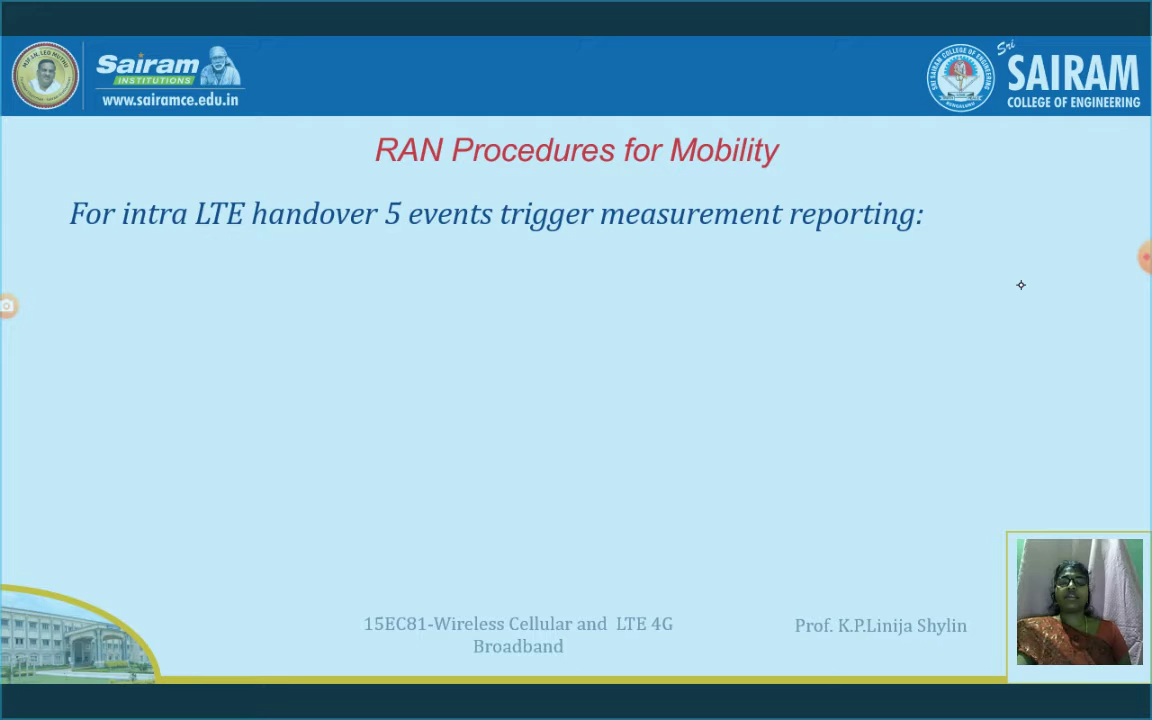 Sairam
INSTITUTIONS
www.sairamce.edu.in
Sri
SAIRAM
COLLEGE OF ENGINEERING
RAN Procedures for Mobility
For intra LTE handover 5 events trigger measurement reporting:
15EC81-Wireless Cellular and LTE 4G
Broadband
Prof. K.P.Linija Shylin